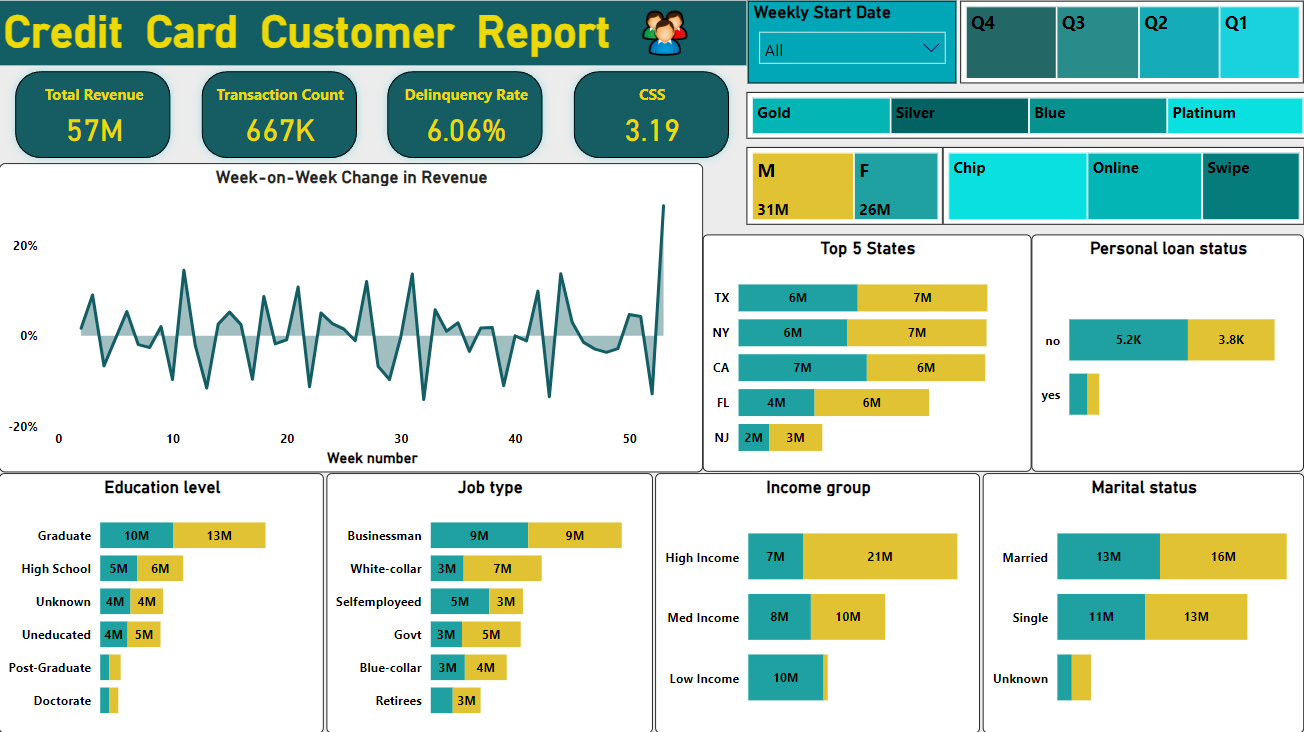 Credit Card Customer Report
Weekly Start Date
All
Q4 Q3 Q2 Q1
Total Revenue
57M
Transaction Count
667K
Delinquency Rate
6.06%
CSS
3.19
Gold Silver Blue Platinum
M
31M
F
26M
Chip Online Swipe
Week-on-Week Change in Revenue
20%
0%
-20%
0 10 20 30 40 50
Week number
Top 5 States
TX 6M 7M
NY 6M 7M
CA 7M 6M
FL 4M 6M
NJ 2M 3M
Personal loan status
no 5.2K 3.8K
yes
Education level
Graduate 10M 13M
High School 5M 6M
Unknown 4M 4M
Uneducated 4M 5M
Post-Graduate
Doctorate
Job type
Businessman 9M 9M
White-collar 3M 7M
Selfemployeed 5M 3M
Govt 3M 5M
Blue-collar 3M 4M
Retirees 3M
Income group
High Income 7M 21M
Med Income 8M 10M
Low Income 10M
Marital status
Married 13M 16M
Single 11M 13M
Unknown